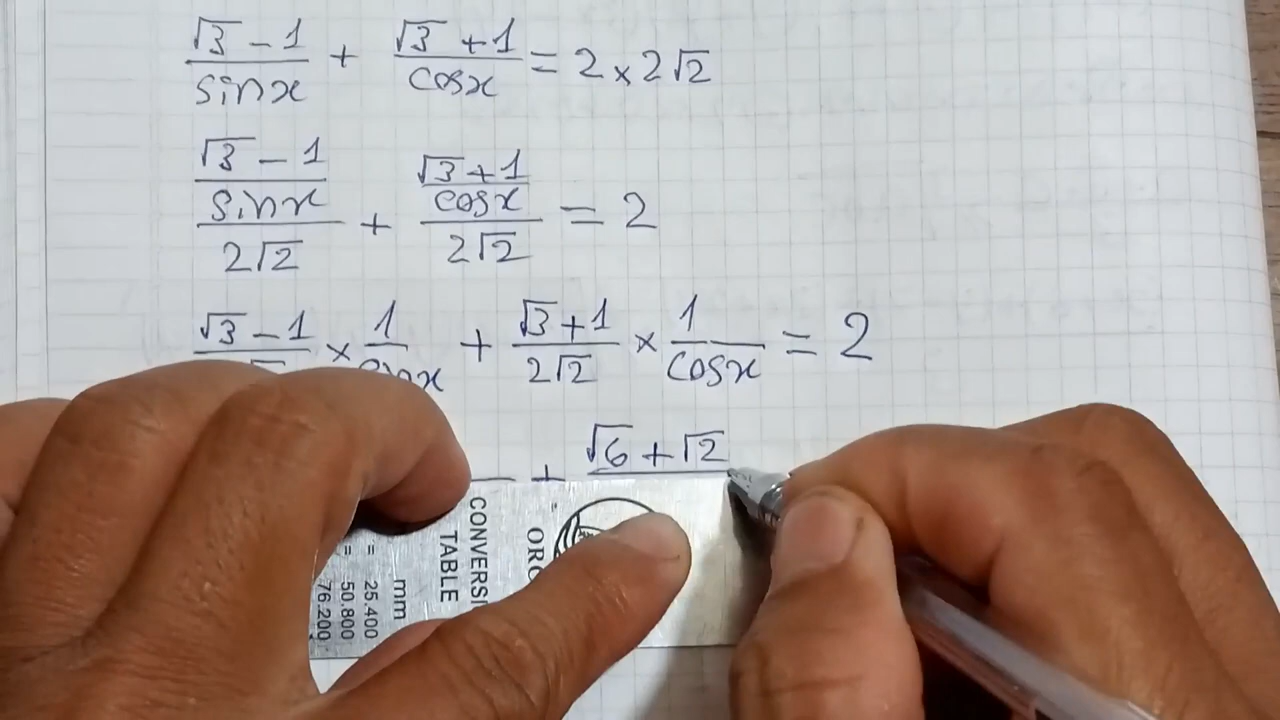 (√3 - 1)/(sinx) + (√3 + 1)/(cosx) = 2 × 2√2
((√3 - 1)/(sinx))/(2√2) + ((√3 + 1)/(cosx))/(2√2) = 2
(√3 - 1)/ × 1/ x + (√3 + 1)/(2√2) × 1/(cosx) = 2
+ √6 + √2
CONVERSI
TABLE
mm
= 25.400
= 50.800
76.200